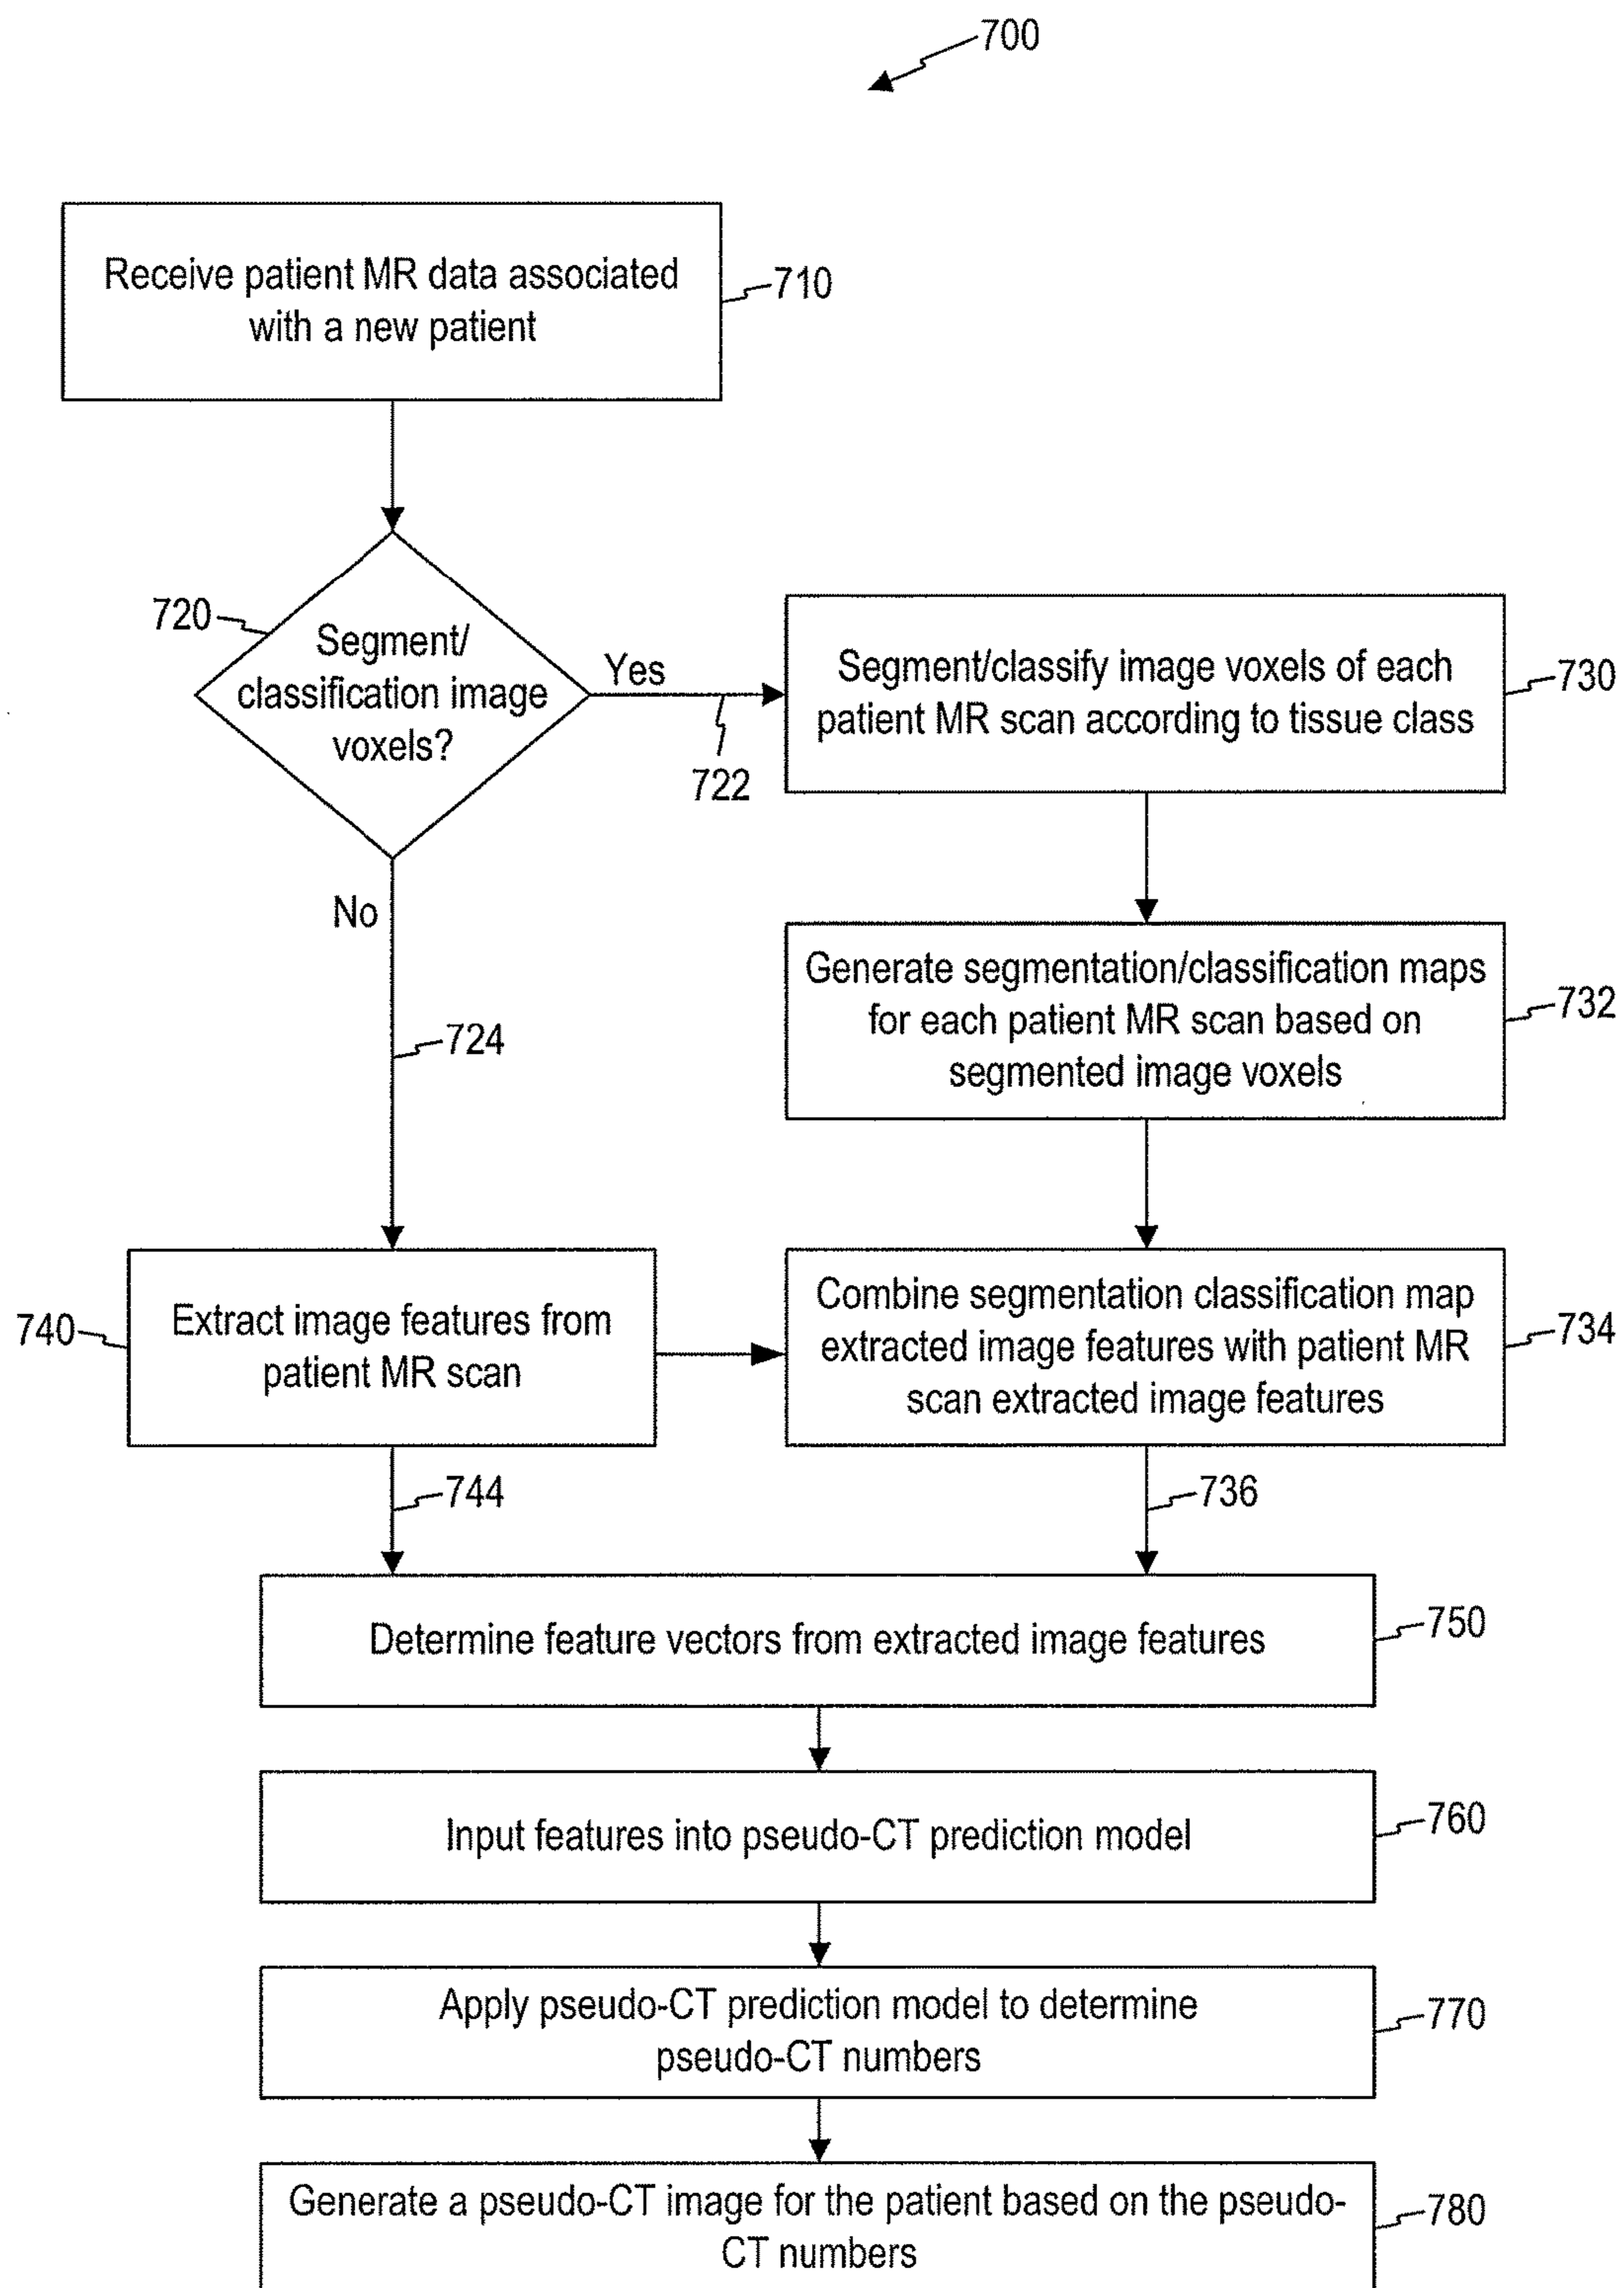 700
Receive patient MR data associated
with a new patient
710
720
Segment/
classification image
voxels?
Yes
722
Segment/classify image voxels of each
patient MR scan according to tissue class
730
No
724
Generate segmentation/classification maps
for each patient MR scan based on
segmented image voxels
732
740
Extract image features from
patient MR scan
Combine segmentation classification map
extracted image features with patient MR
scan extracted image features
734
744
736
Determine feature vectors from extracted image features
750
Input features into pseudo-CT prediction model
760
Apply pseudo-CT prediction model to determine
pseudo-CT numbers
770
Generate a pseudo-CT image for the patient based on the pseudo-
CT numbers
780